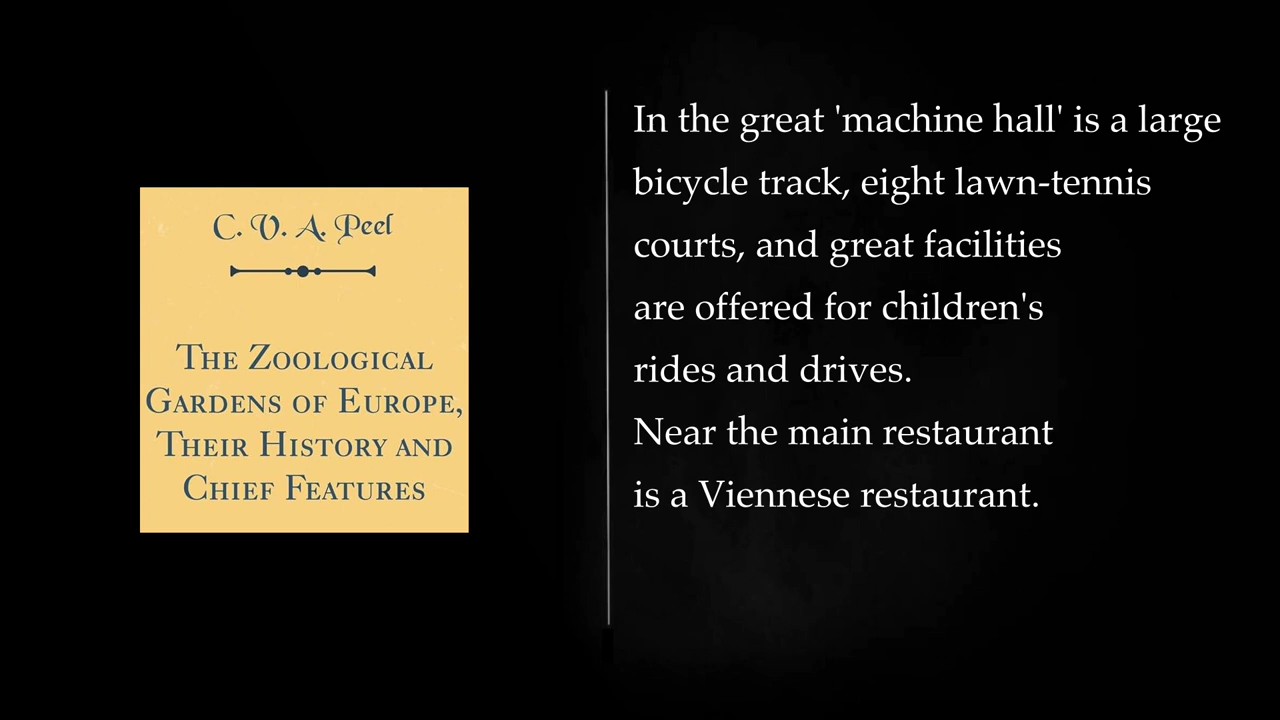 C. V. A. Peel
The Zoological
Gardens of Europe,
Their History and
Chief Features
In the great 'machine hall' is a large
bicycle track, eight lawn-tennis
courts, and great facilities
are offered for children's
rides and drives.
Near the main restaurant
is a Viennese restaurant.